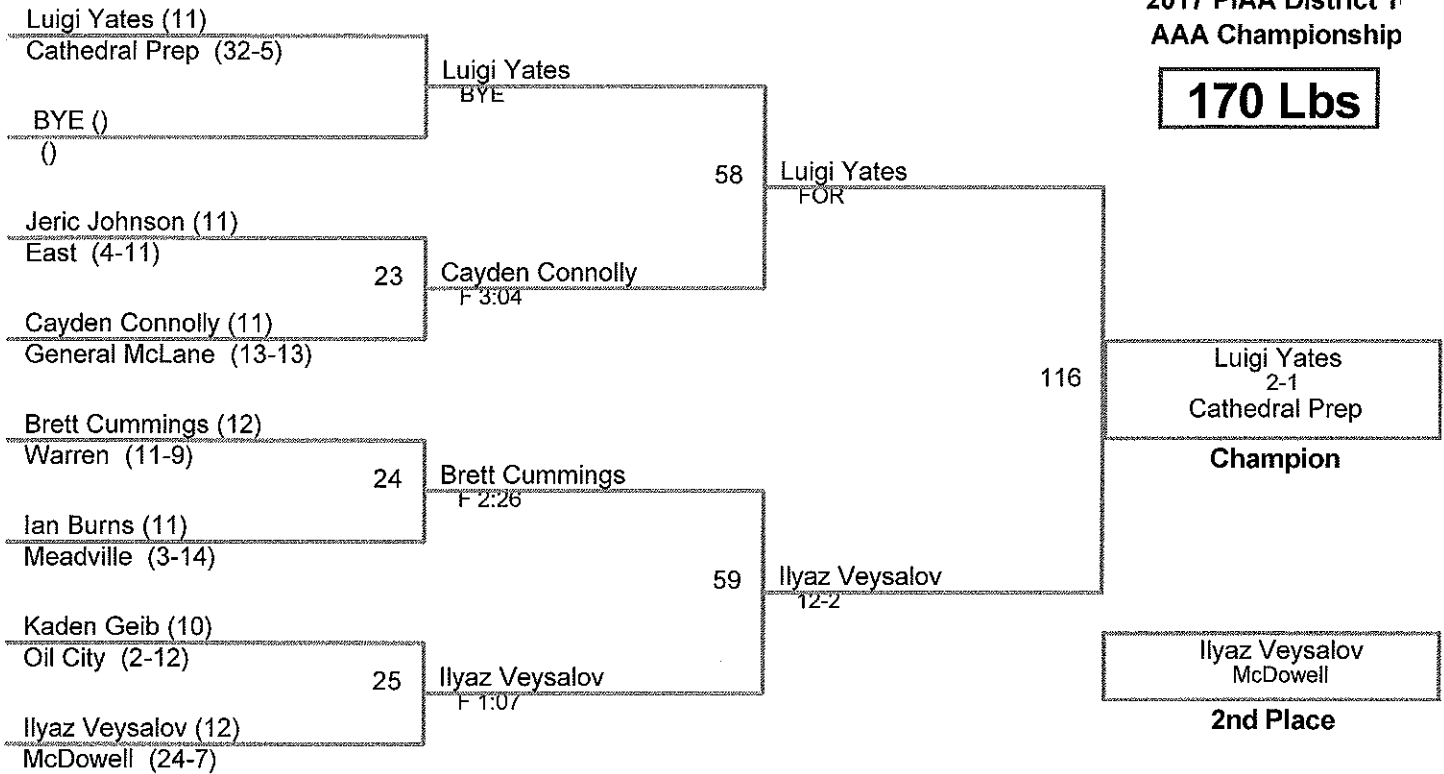 2017 PIAA District
AAA Championship
170 Lbs
Luigi Yates (11)
Cathedral Prep (32-5)
BYE ()
()
Jeric Johnson (11)
East (4-11)
23
Cayden Connolly (11)
General McLane (13-13)
Brett Cummings (12)
Warren (11-9)
24
Ian Burns (11)
Meadville (3-14)
Kaden Geib (10)
Oil City (2-12)
25
Ilyaz Veysalov (12)
McDowell (24-7)
Luigi Yates
BYE
58
Cayden Connolly
F 3:04
Brett Cummings
F 2:26
59
Ilyaz Veysalov
F 1:07
Luigi Yates
FOR
116
Ilyaz Veysalov
12-2
Luigi Yates
2-1
Cathedral Prep
Champion
Ilyaz Veysalov
McDowell
2nd Place